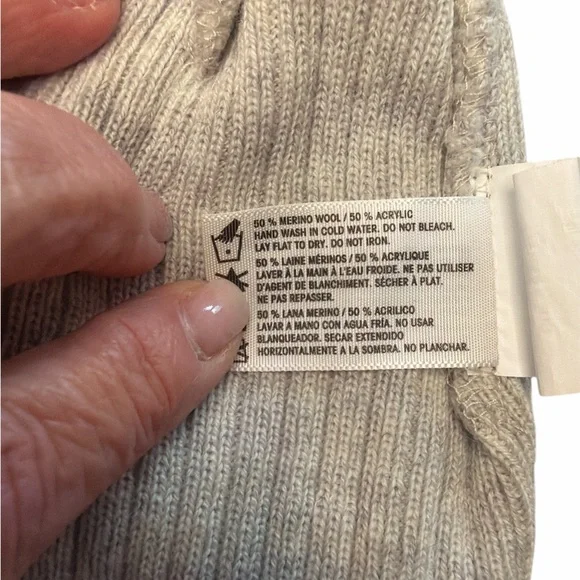 50 % MERINO WOOL / 50 % ACRYLIC
HAND WASH IN COLD WATER. DO NOT BLEACH.
LAY FLAT TO DRY. DO NOT IRON.
50 % LAINE MÉRINOS / 50 % ACRYLIQUE
LAVER À LA MAIN À L'EAU FROIDE. NE PAS UTILISER
D'AGENT DE BLANCHIMENT. SÉCHER À PLAT.
NE PAS REPASSER.
50 % LANA MERINO / 50 % ACRILICO
LAVAR A MANO CON AGUA FRÍA. NO USAR
BLANQUEADOR. SECAR EXTENDIDO
HORIZONTALMENTE A LA SOMBRA. NO PLANCHAR.